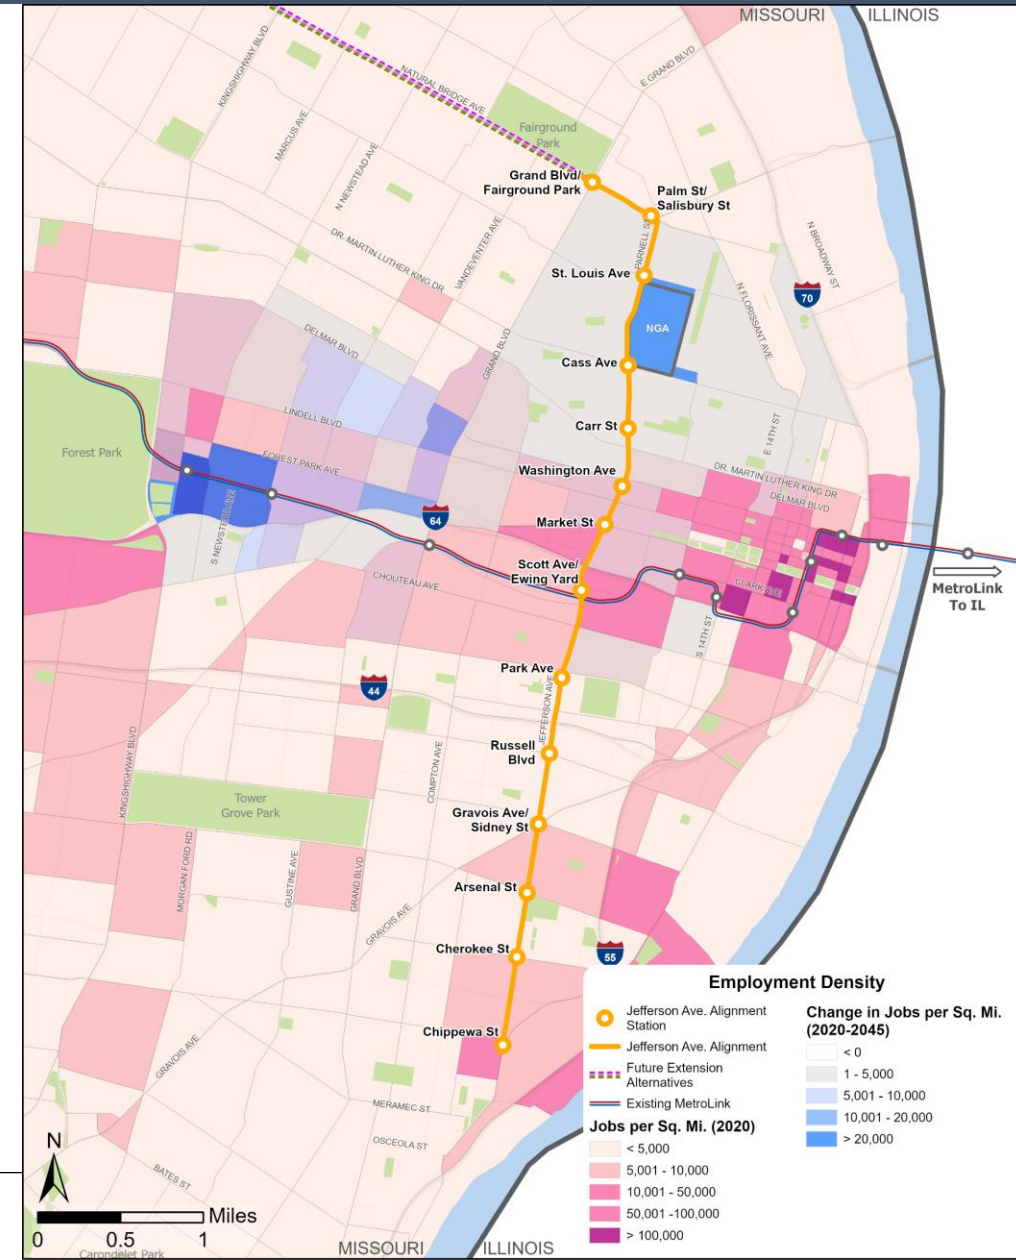 MISSOURI
ILLINOIS
KINGSHIGHWAY BLVD
NATURAL BRIDGE AVE
E GRAND BLVD
MARCUS AVE
Fairground
Park
N NEWSTEAD AVE
Grand Blvd/
Fairground Park
Palm St/
Salisbury St
VANDEVENTER AVE
PARNELL ST
N BROADWAY ST
DR. MARTIN LUTHER KING DR
St. Louis Ave
70
N FLORISSANT AVE
NGA
DELMAR BLVD
GRAND BLVD
Cass Ave
LINDELL BLVD
Carr St
E 14TH ST
Forest Park
FOREST PARK AVE
Washington Ave
DR. MARTIN LUTHER KING DR
DELMAR BLVD
S NEWSTEAD AVE
64
Market St
Scott Ave/
Ewing Yard
CHOUTEAU AVE
CLARK AVE
MetroLink
To IL
S 14TH ST
Park Ave
44
JEFFERSON AVE
Russell
Blvd
KINGSHIGHWAY BLVD
COMPTON AVE
Tower
Grove Park
Gravois Ave/
Sidney St
MORGAN FORD RD
GUSTINE AVE
GRAND BLVD
Arsenal St
GRAVOIS AVE
Cherokee St
55
Chippewa St
GRAVOIS AVE
MERAMEC ST
OSCEOLA ST
BATES ST
Employment Density
Jefferson Ave. Alignment
Station
Jefferson Ave. Alignment
Future Extension
Alternatives
Existing MetroLink
Jobs per Sq. Mi. (2020)
< 5,000
5,001 - 10,000
10,001 - 50,000
50,001 -100,000
> 100,000
Change in Jobs per Sq. Mi.
(2020-2045)
< 0
1 - 5,000
5,001 - 10,000
10,001 - 20,000
> 20,000
N
Miles
0 0.5 1
Carondelet Park
MISSOURI
ILLINOIS